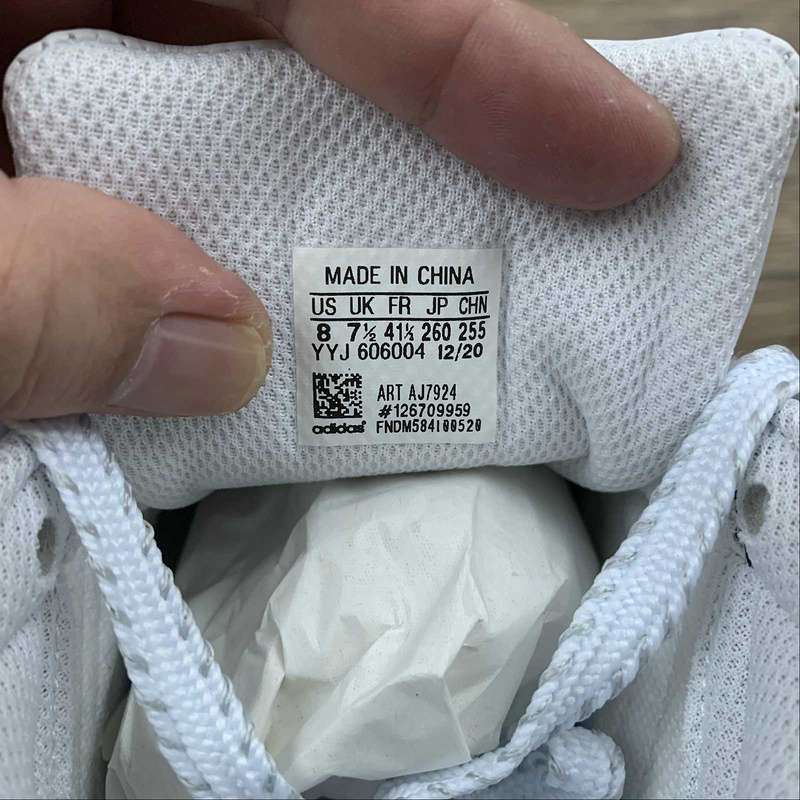 MADE IN CHINA
US UK FR JP CHN
8 7½ 41⅓ 260 255
YYJ 606004 12/20
ART AJ7924
#126709959
adidas FNDM584100520